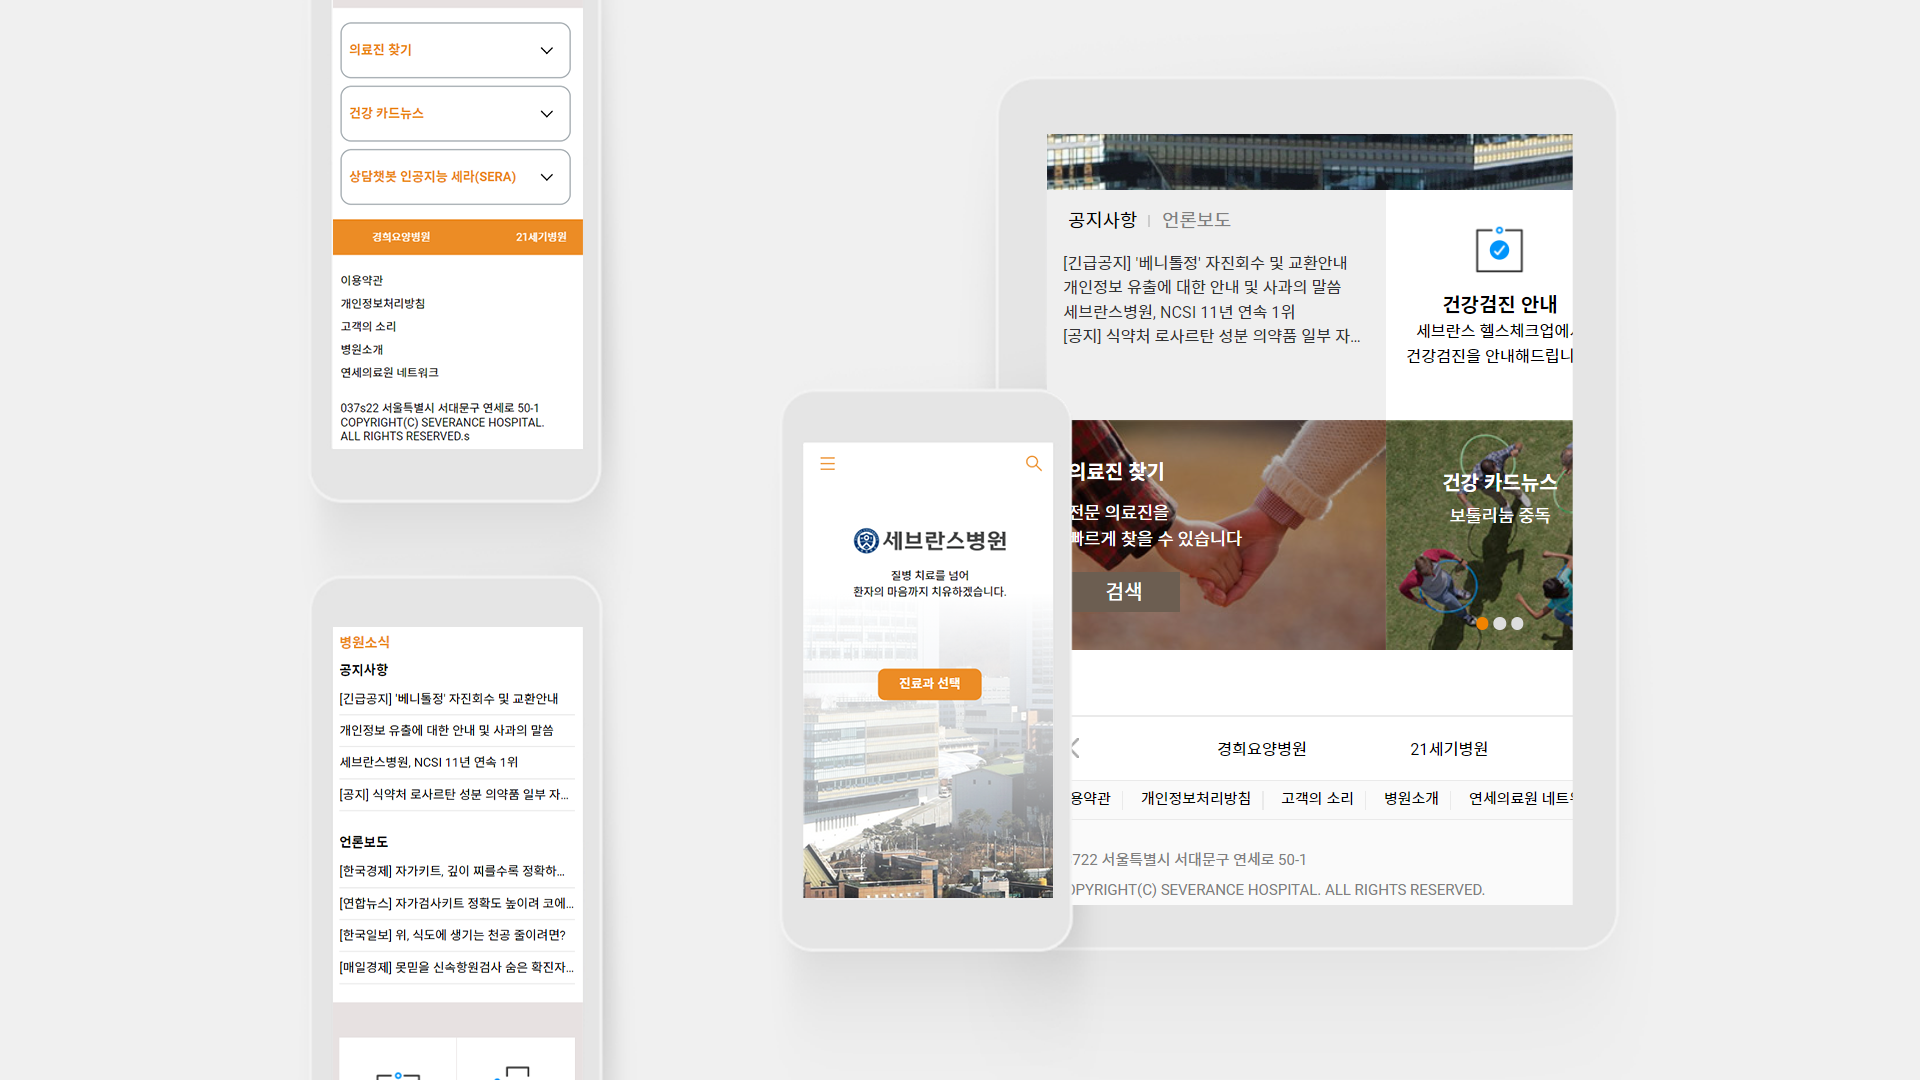 의료진 찾기
건강 카드뉴스
상담챗봇 인공지능 세라(SERA)
경희요양병원
21세기병원
이용약관
개인정보처리방침
고객의 소리
병원소개
연세의료원 네트워크
037s22 서울특별시 서대문구 연세로 50-1
COPYRIGHT(C) SEVERANCE HOSPITAL.
ALL RIGHTS RESERVED.s
병원소식
공지사항
[긴급공지] '베니톨정' 자진회수 및 교환안내
개인정보 유출에 대한 안내 및 사과의 말씀
세브란스병원, NCSI 11년 연속 1위
[공지] 식약처 로사르탄 성분 의약품 일부 자...
언론보도
[한국경제] 자가키트, 깊이 찌를수록 정확하...
[연합뉴스] 자가검사키트 정확도 높이려 코에...
[한국일보] 위, 식도에 생기는 천공 줄이려면?
[매일경제] 못믿을 신속항원검사 숨은 확진자...
세브란스병원
질병 치료를 넘어
환자의 마음까지 치유하겠습니다.
진료과 선택
공지사항 | 언론보도
[긴급공지] '베니톨정' 자진회수 및 교환안내
개인정보 유출에 대한 안내 및 사과의 말씀
세브란스병원, NCSI 11년 연속 1위
[공지] 식약처 로사르탄 성분 의약품 일부 자...
건강검진 안내
세브란스 헬스체크업에
건강검진을 안내해드립니
의료진 찾기
전문 의료진을
빠르게 찾을 수 있습니다
검색
건강 카드뉴스
보툴리눔 중독
경희요양병원
21세기병원
용약관
개인정보처리방침
고객의 소리
병원소개
연세의료원 네트
722 서울특별시 서대문구 연세로 50-1
OPYRIGHT(C) SEVERANCE HOSPITAL. ALL RIGHTS RESERVED.